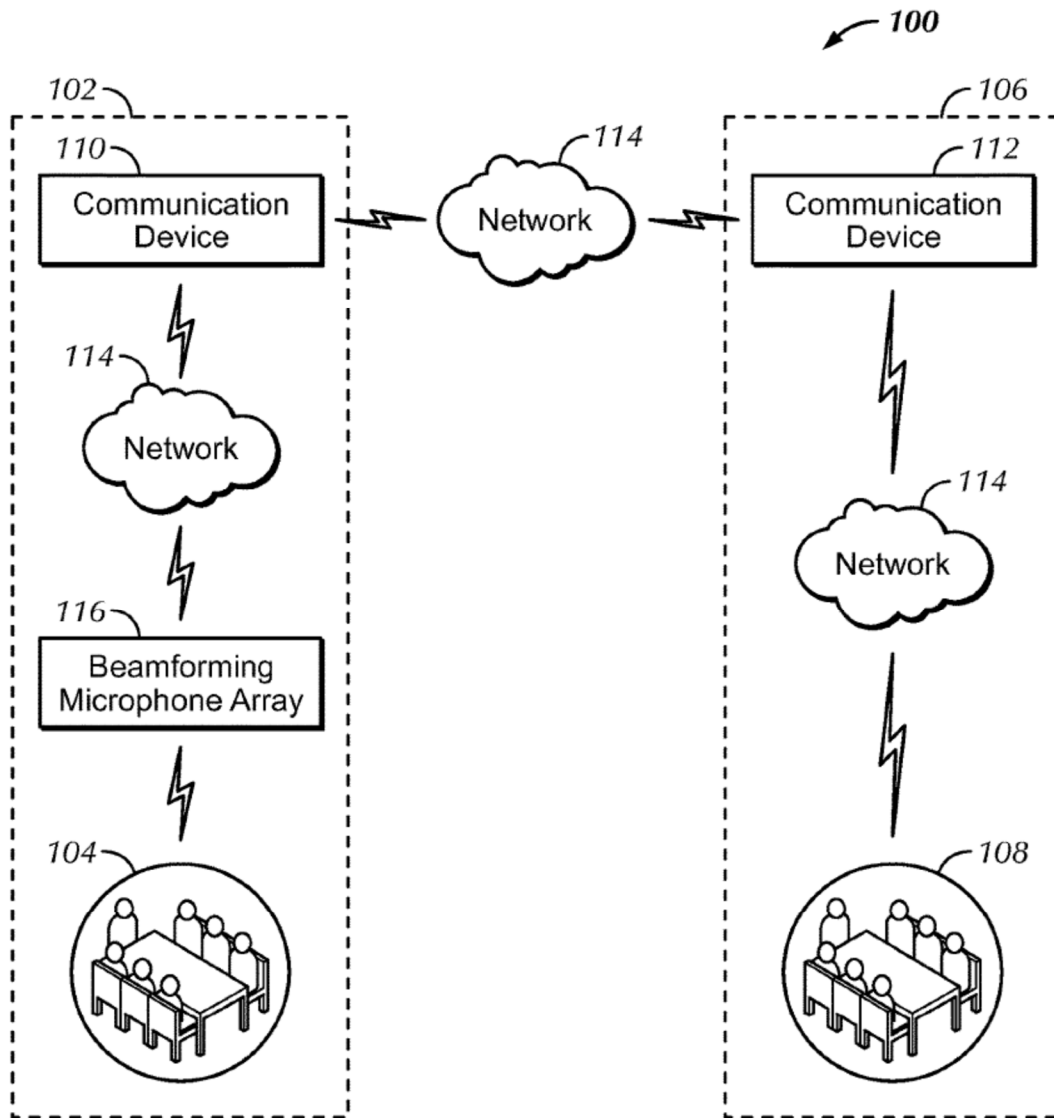 100
102
106
110
114
112
Communication
Device
Network
Communication
Device
114
Network
114
Network
116
Beamforming
Microphone Array
104
108